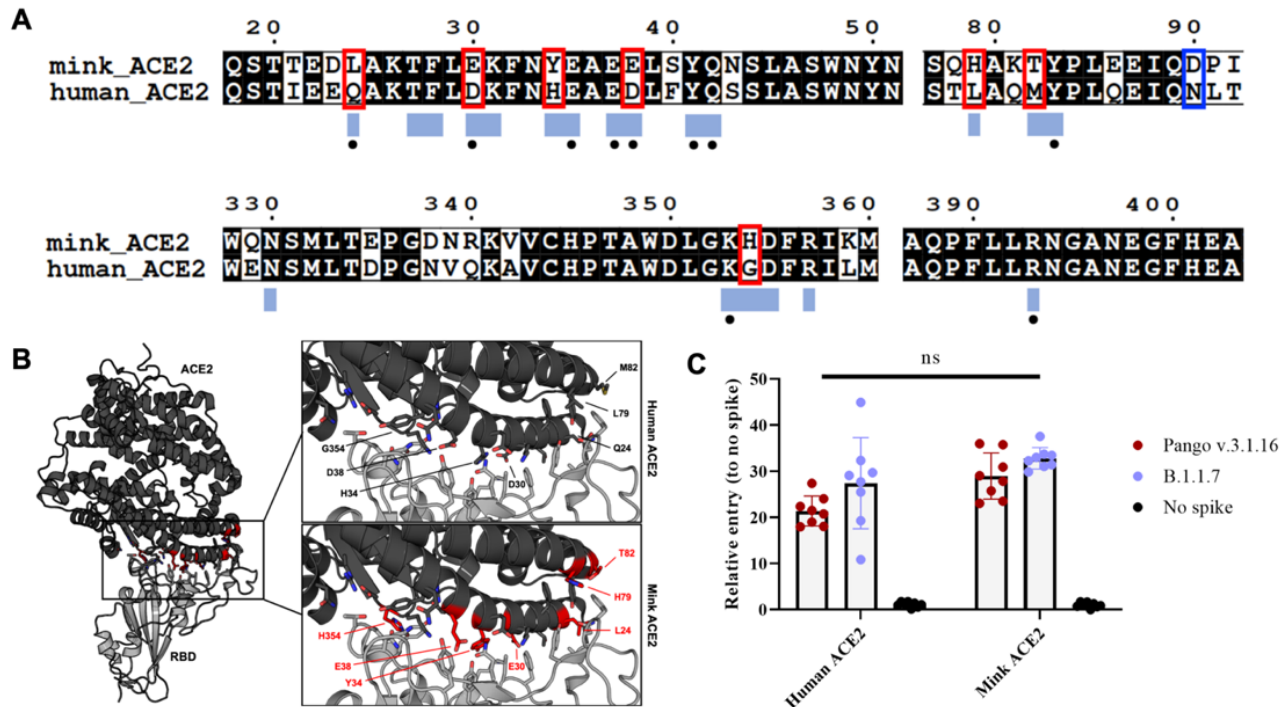 A
20 30 40 50 80 90
mink_ACE2 QSTTEDLAKTFLEKFNYEAEELSYQNSLASWNYN SQHAKTYPLEEIQDPI
human_ACE2 QSTIEEQAKTFLDKFNHEAEDLFYQSSLASWNYN STLAQMYPLQEIQNLT
330 340 350 360 390 400
mink_ACE2 WQNSMLTEPGDNRKVVCHPTAWDLGKHDFRIKM AQPFLLRNGANEGFHEA
human_ACE2 WENSMLTDPGNVQKAVCHPTAWDLGKGDFRILM AQPFLLRNGANEGFHEA
B
ACE2
RBD
M82
L79
Q24
G354
D38
H34
D30
Human ACE2
T82
H79
L24
H354
E38
Y34
E30
Mink ACE2
C
ns
Relative entry (to no spike)
50
40
30
20
10
0
Human ACE2
Mink ACE2
Pango v.3.1.16
B.1.1.7
No spike